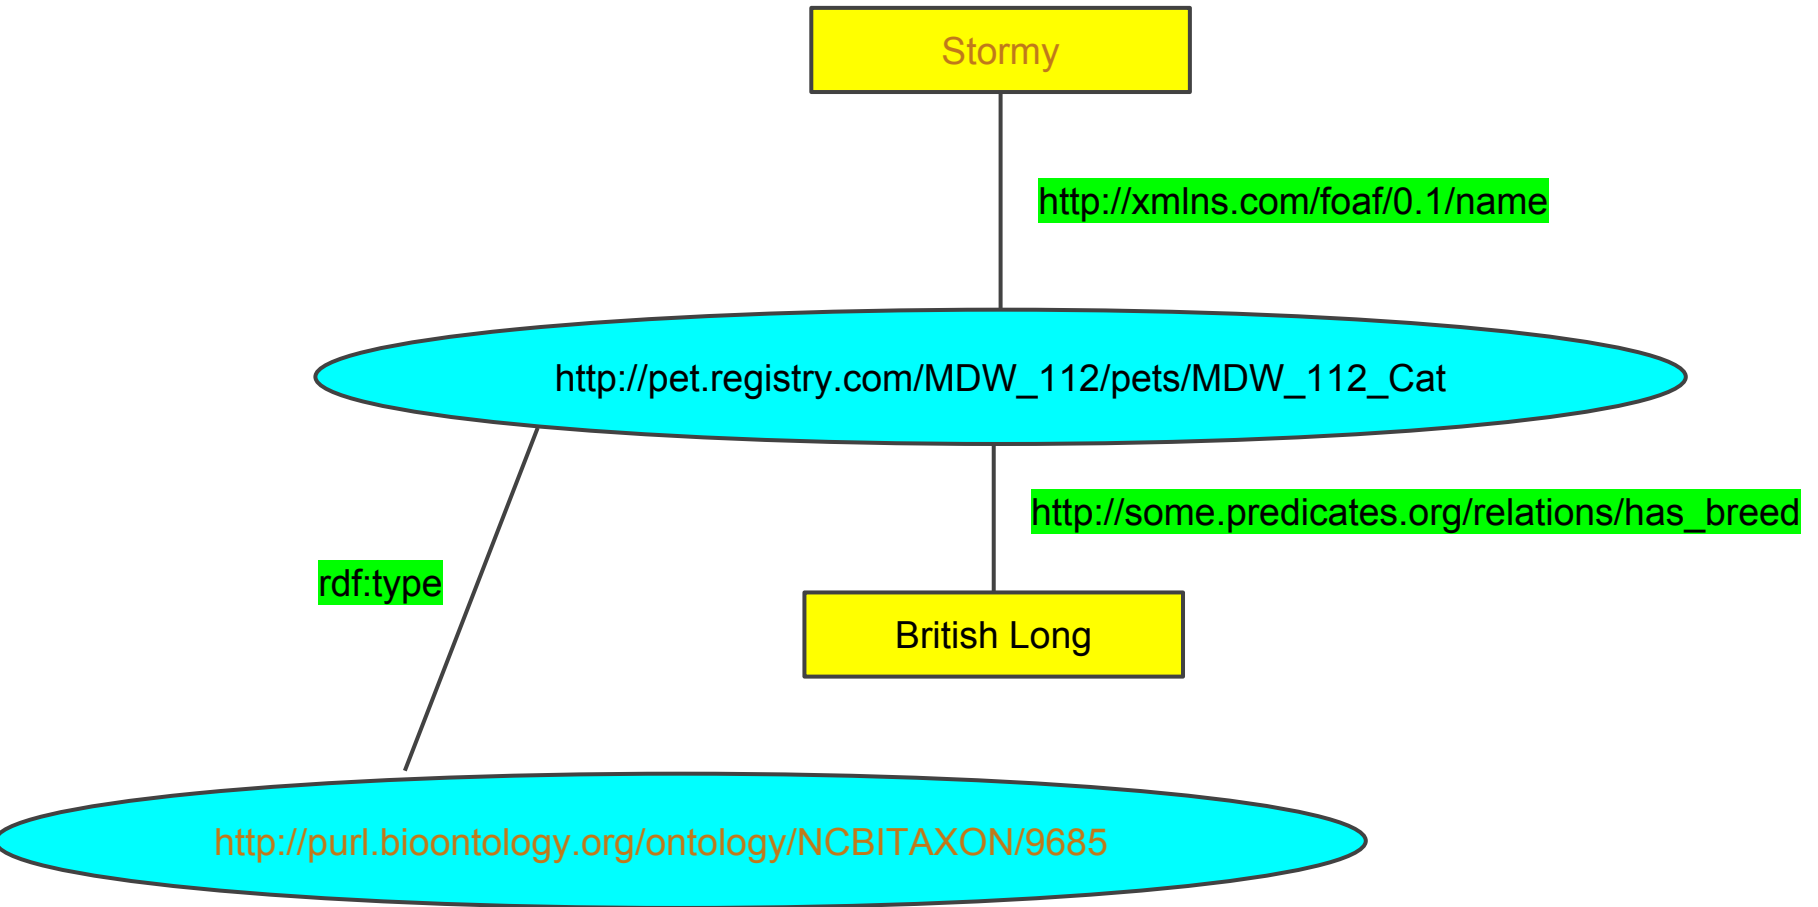 Stormy
http://xmlns.com/foaf/0.1/name
http://pet.registry.com/MDW_112/pets/MDW_112_Cat
http://some.predicates.org/relations/has_breed
rdf:type
British Long
http://purl.bioontology.org/ontology/NCBITAXON/9685